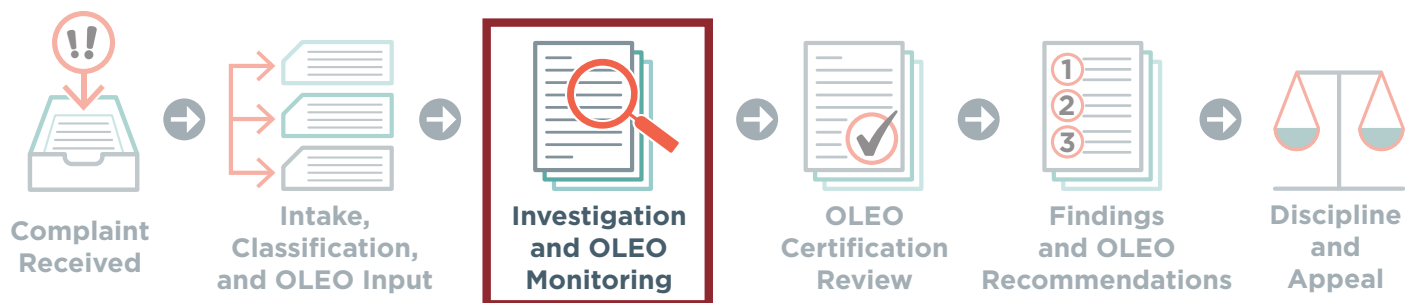 !!
Complaint
Received
Intake,
Classification,
and OLEO Input
Investigation
and OLEO
Monitoring
OLEO
Certification
Review
1
2
3
Findings
and OLEO
Recommendations
Discipline
and
Appeal